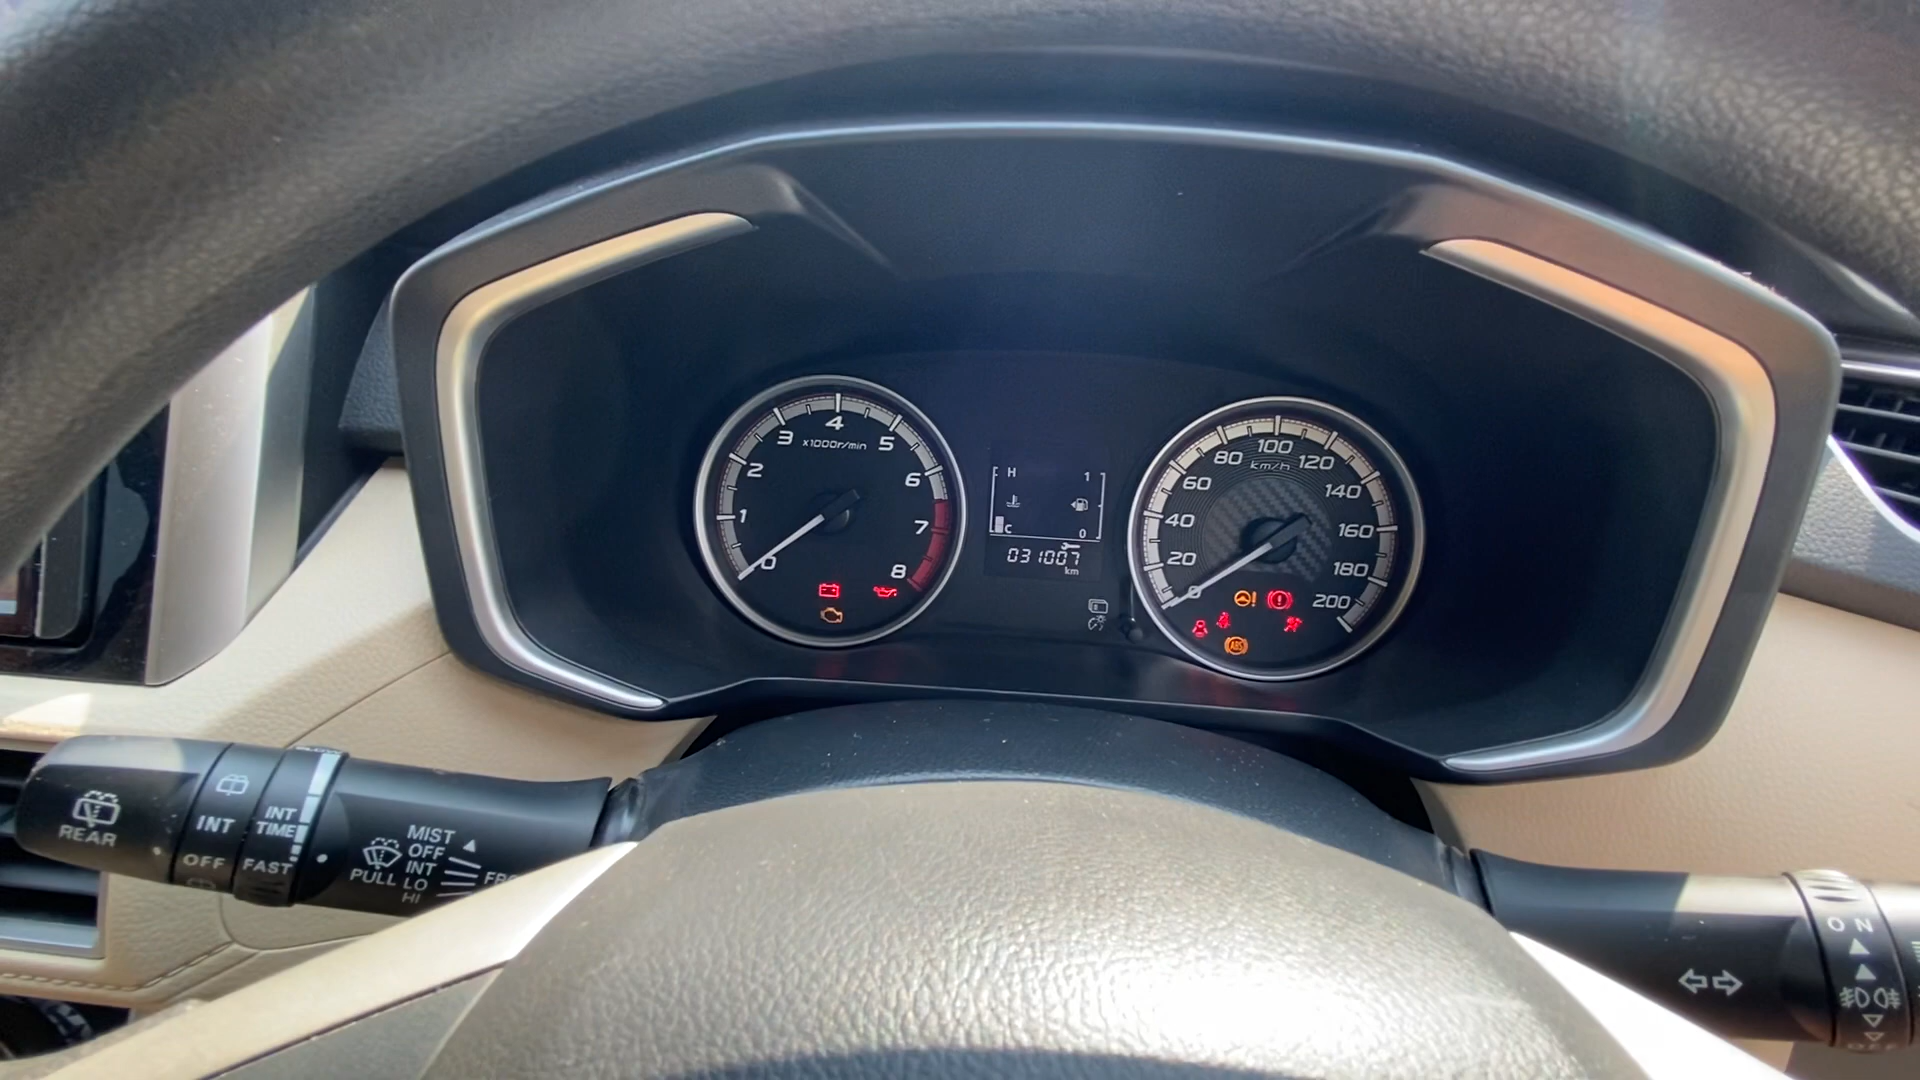 0
1
2
3
4
5
6
7
8
x1000r/min
H
1
C
0
031007
km
0
20
40
60
80
100
120
140
160
180
200
km/h
ABS
REAR
INT
OFF
INT
TIME
FAST
MIST
OFF
INT
LO
HI
PULL
ON